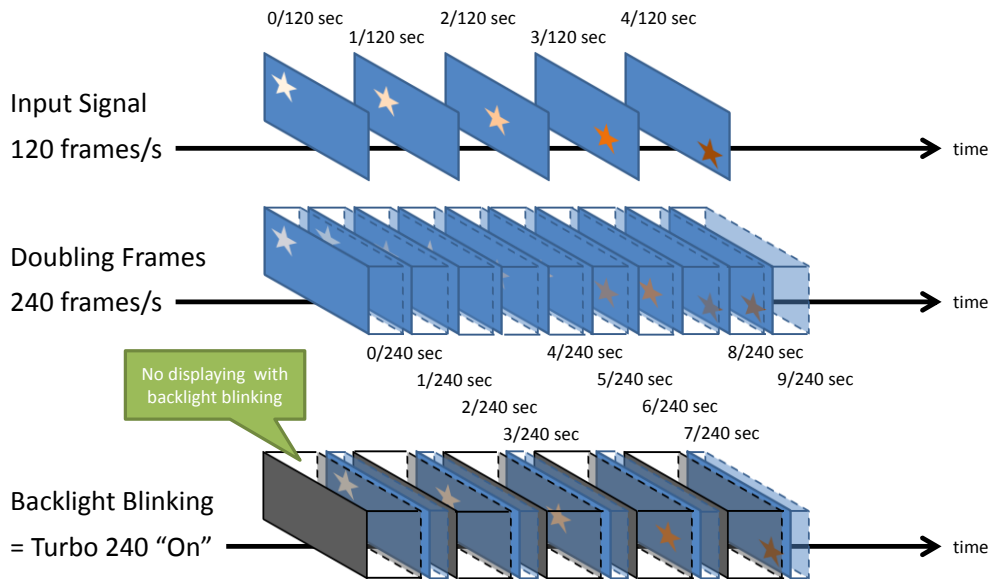 0/120 sec
1/120 sec
2/120 sec
3/120 sec
4/120 sec
Input Signal
120 frames/s
time
Doubling Frames
240 frames/s
time
0/240 sec
1/240 sec
2/240 sec
3/240 sec
4/240 sec
5/240 sec
6/240 sec
7/240 sec
8/240 sec
9/240 sec
No displaying with
backlight blinking
Backlight Blinking
= Turbo 240 “On”
time